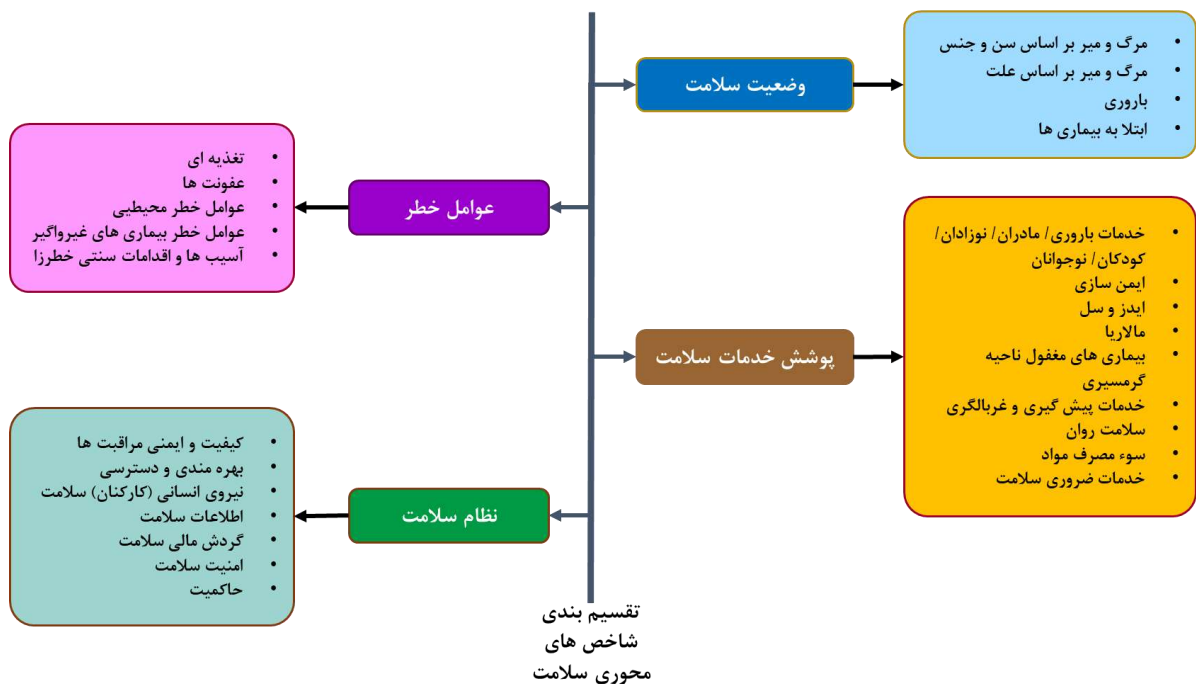 وضعیت سلامت
• مرگ و میر بر اساس سن و جنس
• مرگ و میر بر اساس علت
• باروری
• ابتلا به بیماری ها
عوامل خطر
• تغذیه ای
• عفونت ها
• عوامل خطر محیطیی
• عوامل خطر بیماری های غیرواگیر
• آسیب ها و اقدامات سنتی خطرزا
پوشش خدمات سلامت
• خدمات باروری/ مادران/ نوزادان/
کودکان/ نوجوانان
• ایمن سازی
• ایدز و سل
• مالاریا
• بیماری های مغفول ناحیه
گرمسیری
• خدمات پیش گیری و غربالگری
• سلامت روان
• سوء مصرف مواد
• خدمات ضروری سلامت
نظام سلامت
• کیفیت و ایمنی مراقبت ها
• بهره مندی و دسترسی
• نیروی انسانی (کارکنان) سلامت
• اطلاعات سلامت
• گردش مالی سلامت
• امنیت سلامت
• حاکمیت
تقسیم بندی
شاخص های
محوری سلامت